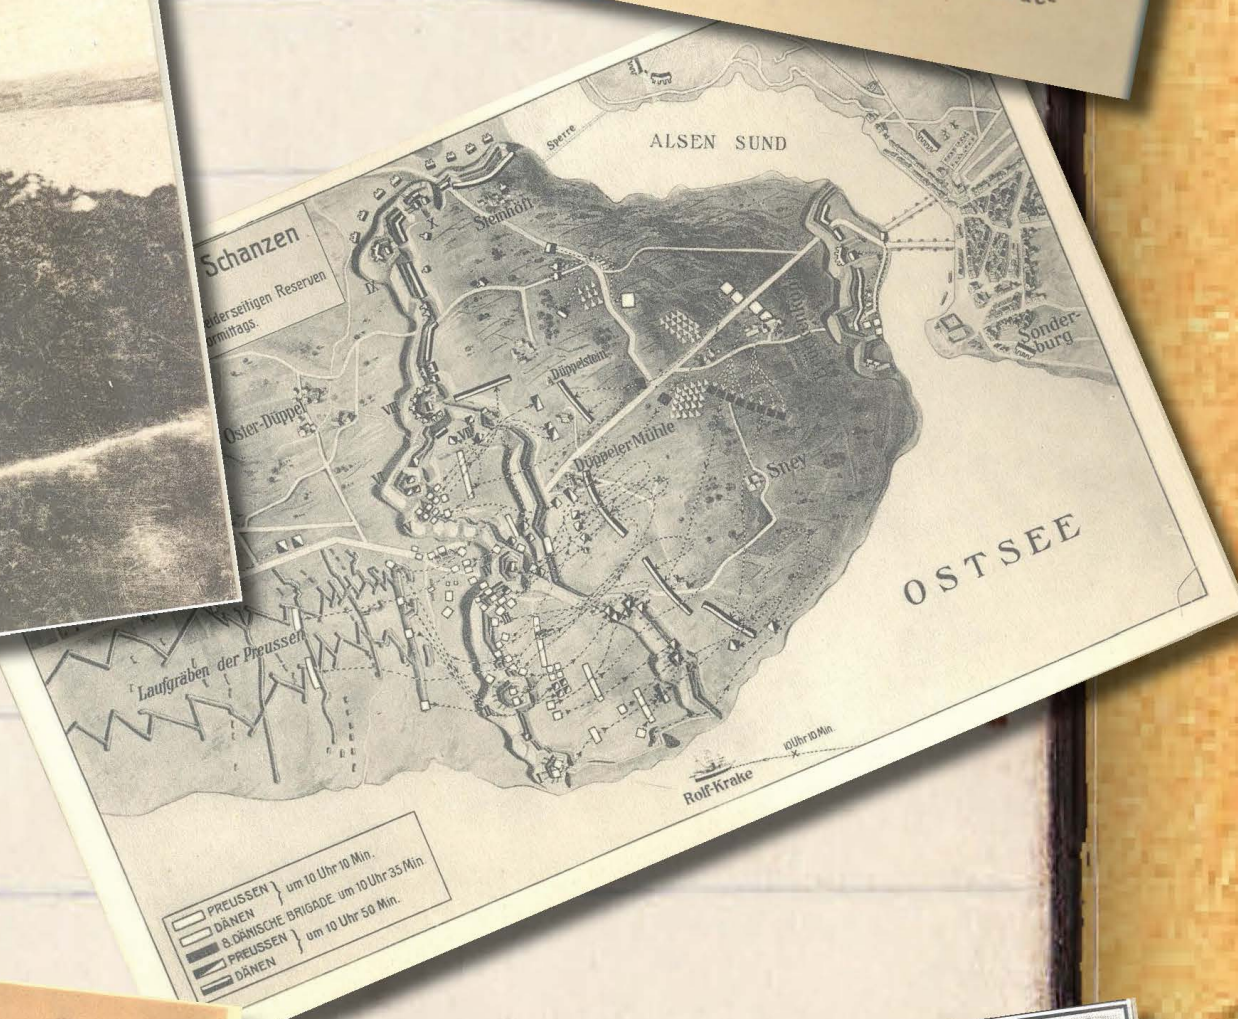 ALSEN SUND
Sperre
Steinhöft
Schanzen
Reserven
Oster-Düppel
Düppelstein
Düppeler Mühle
Sney
Sonder-
burg
OSTSEE
Laufgräben der Preussen
X
IX
VIII
VII
VI
Rolf-Krake
10 Uhr 10 Min.
PREUSSEN } um 10 Uhr 10 Min.
DÄNEN
8. DÄNISCHE BRIGADE um 10 Uhr 35 Min
PREUSSEN } um 10 Uhr 50 Min.
DÄNEN